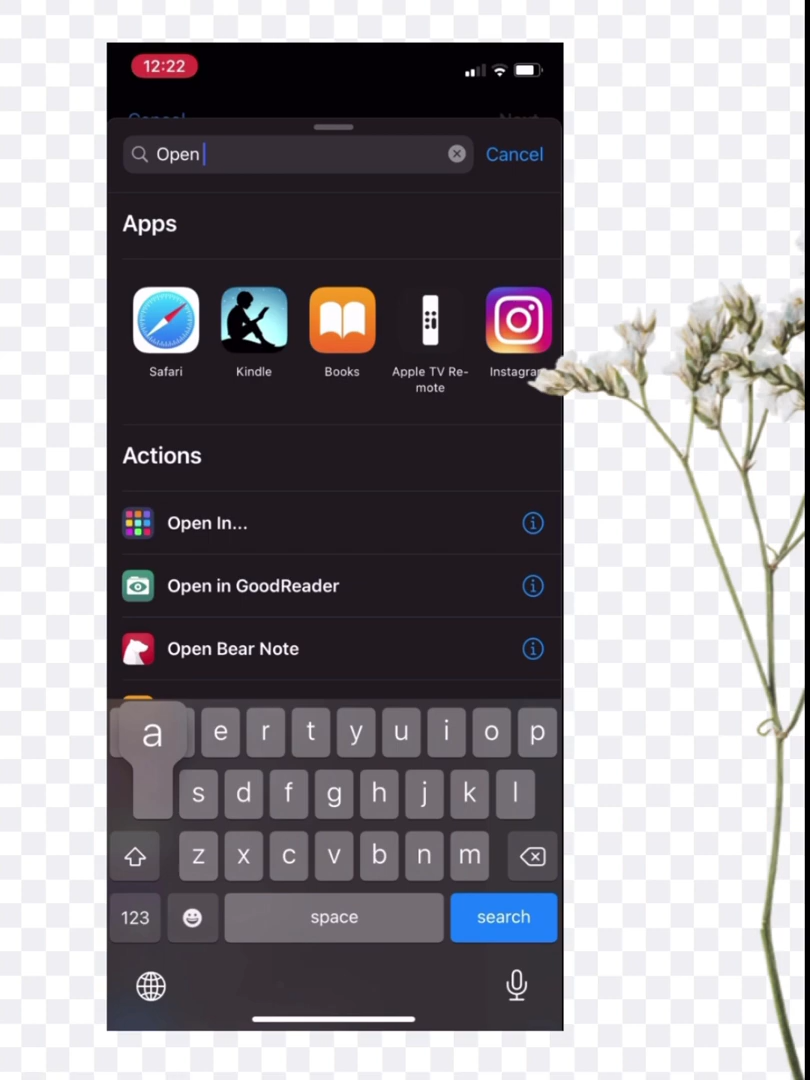 12:22
Cancel
Open
Cancel
Apps
Safari
Kindle
Books
Apple TV Re-
mote
Instagram
Actions
Open In...
Open in GoodReader
Open Bear Note
a e r t y u i o p
s d f g h j k l
z x c v b n m
123 space search